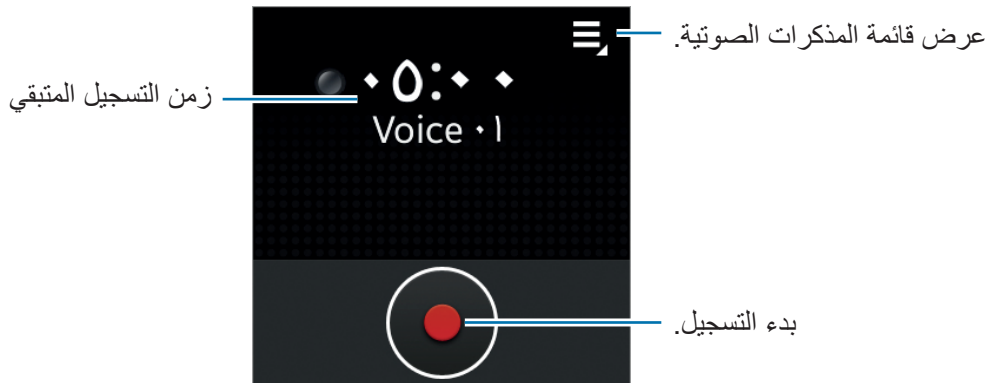 عرض قائمة المذكرات الصوتية.
٠٥:٠٠
زمن التسجيل المتبقي
Voice ٠١
بدء التسجيل.